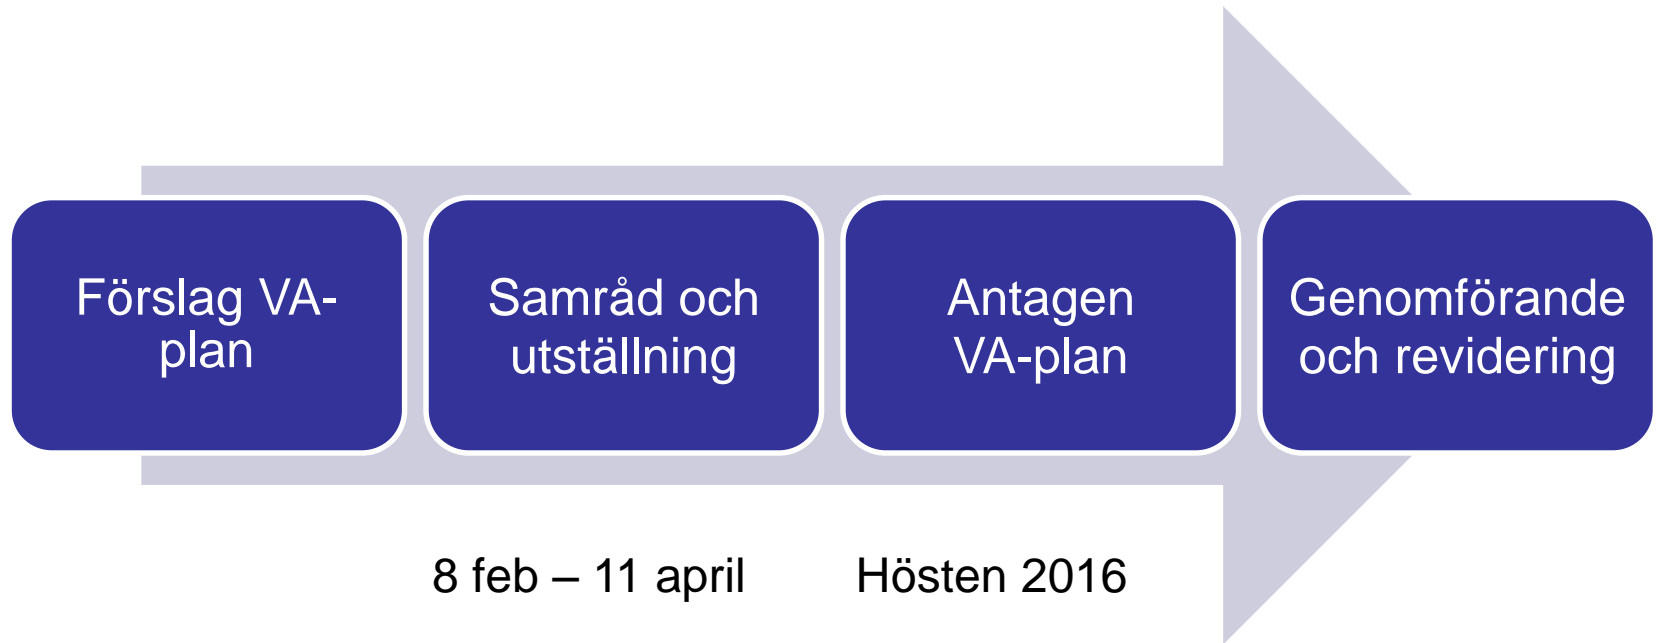 Förslag VA-
plan
Samråd och
utställning
Antagen
VA-plan
Genomförande
och revidering
8 feb – 11 april
Hösten 2016